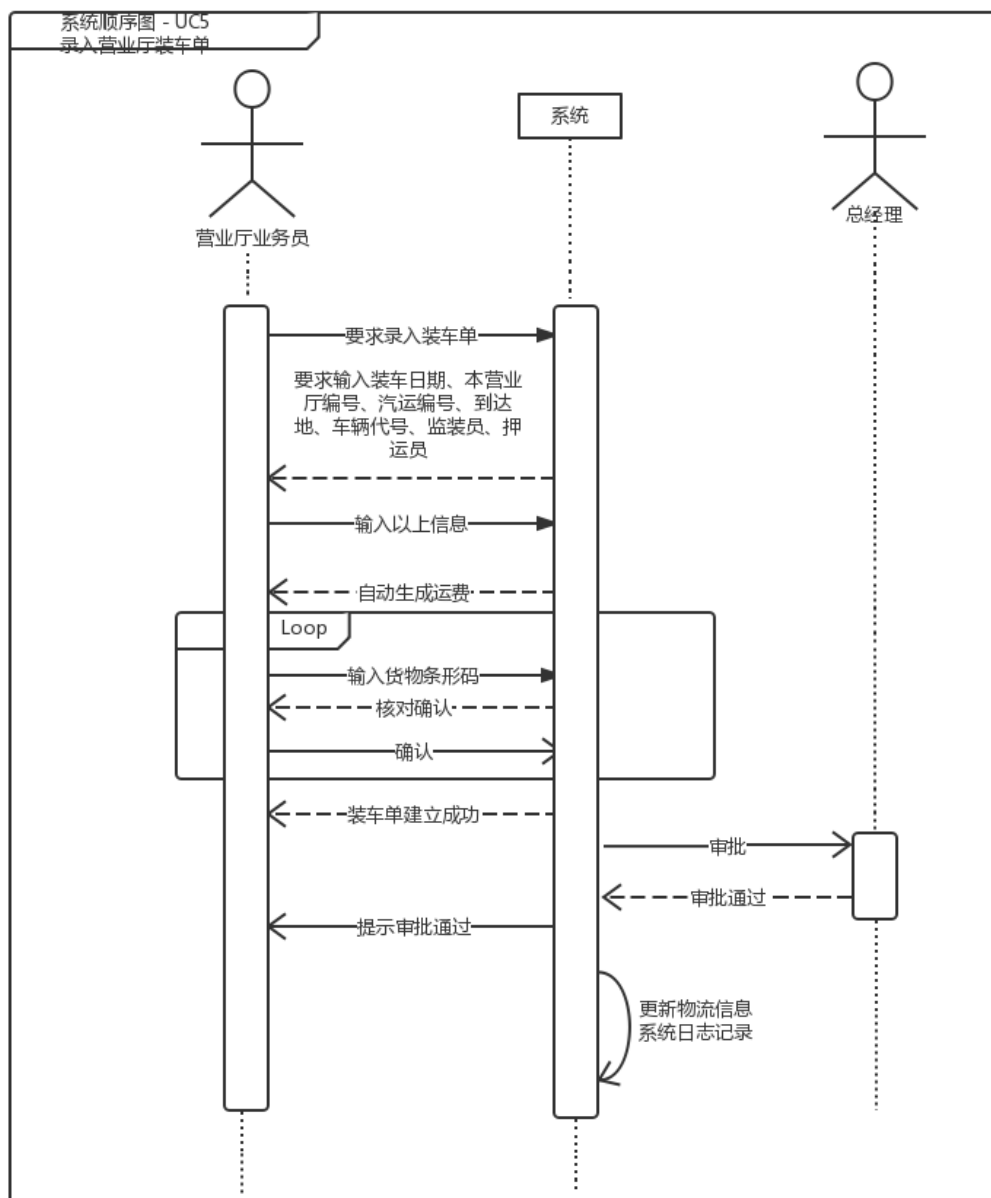 系统顺序图 - UC5
录入营业厅装车单
系统
总经理
营业厅业务员
要求录入装车单
要求输入装车日期、本营业
厅编号、汽运编号、到达
地、车辆代号、监装员、押
运员
输入以上信息
自动生成运费
Loop
输入货物条形码
核对确认
确认
装车单建立成功
审批
审批通过
提示审批通过
更新物流信息
系统日志记录